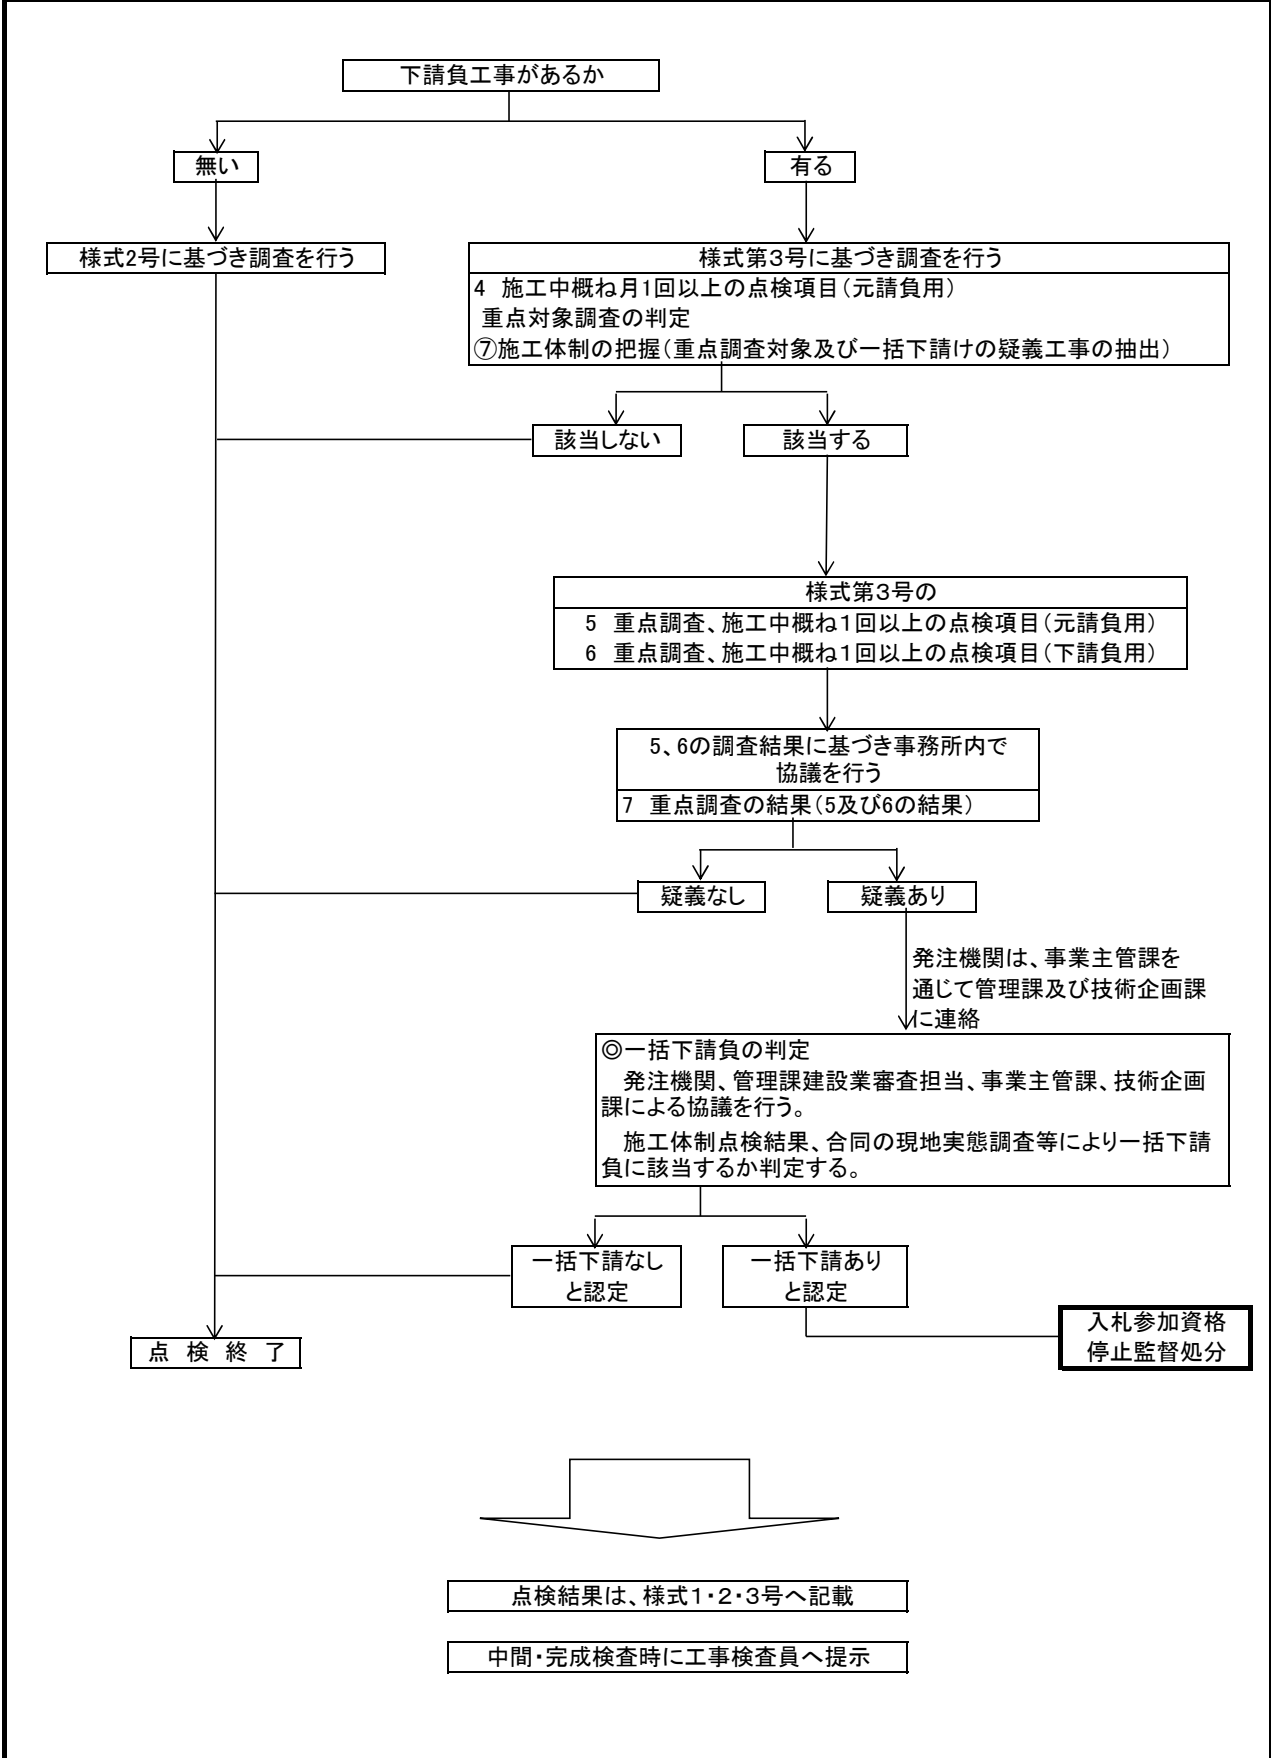 下請負工事があるか
無い
有る
様式2号に基づき調査を行う
様式第3号に基づき調査を行う
4 施工中概ね月1回以上の点検項目(元請負用)
重点対象調査の判定
⑦施工体制の把握(重点調査対象及び一括下請けの疑義工事の抽出)
該当しない
該当する
様式第3号の
5 重点調査、施工中概ね1回以上の点検項目(元請負用)
6 重点調査、施工中概ね1回以上の点検項目(下請負用)
5、6の調査結果に基づき事務所内で
協議を行う
7 重点調査の結果(5及び6の結果)
疑義なし
疑義あり
発注機関は、事業主管課を
通じて管理課及び技術企画課
に連絡
◎一括下請負の判定
発注機関、管理課建設業審査担当、事業主管課、技術企画
課による協議を行う。
施工体制点検結果、合同の現地実態調査等により一括下請
負に該当するか判定する。
一括下請なし
と認定
一括下請あり
と認定
入札参加資格
停止監督処分
点 検 終 了
点検結果は、様式1・2・3号へ記載
中間・完成検査時に工事検査員へ提示